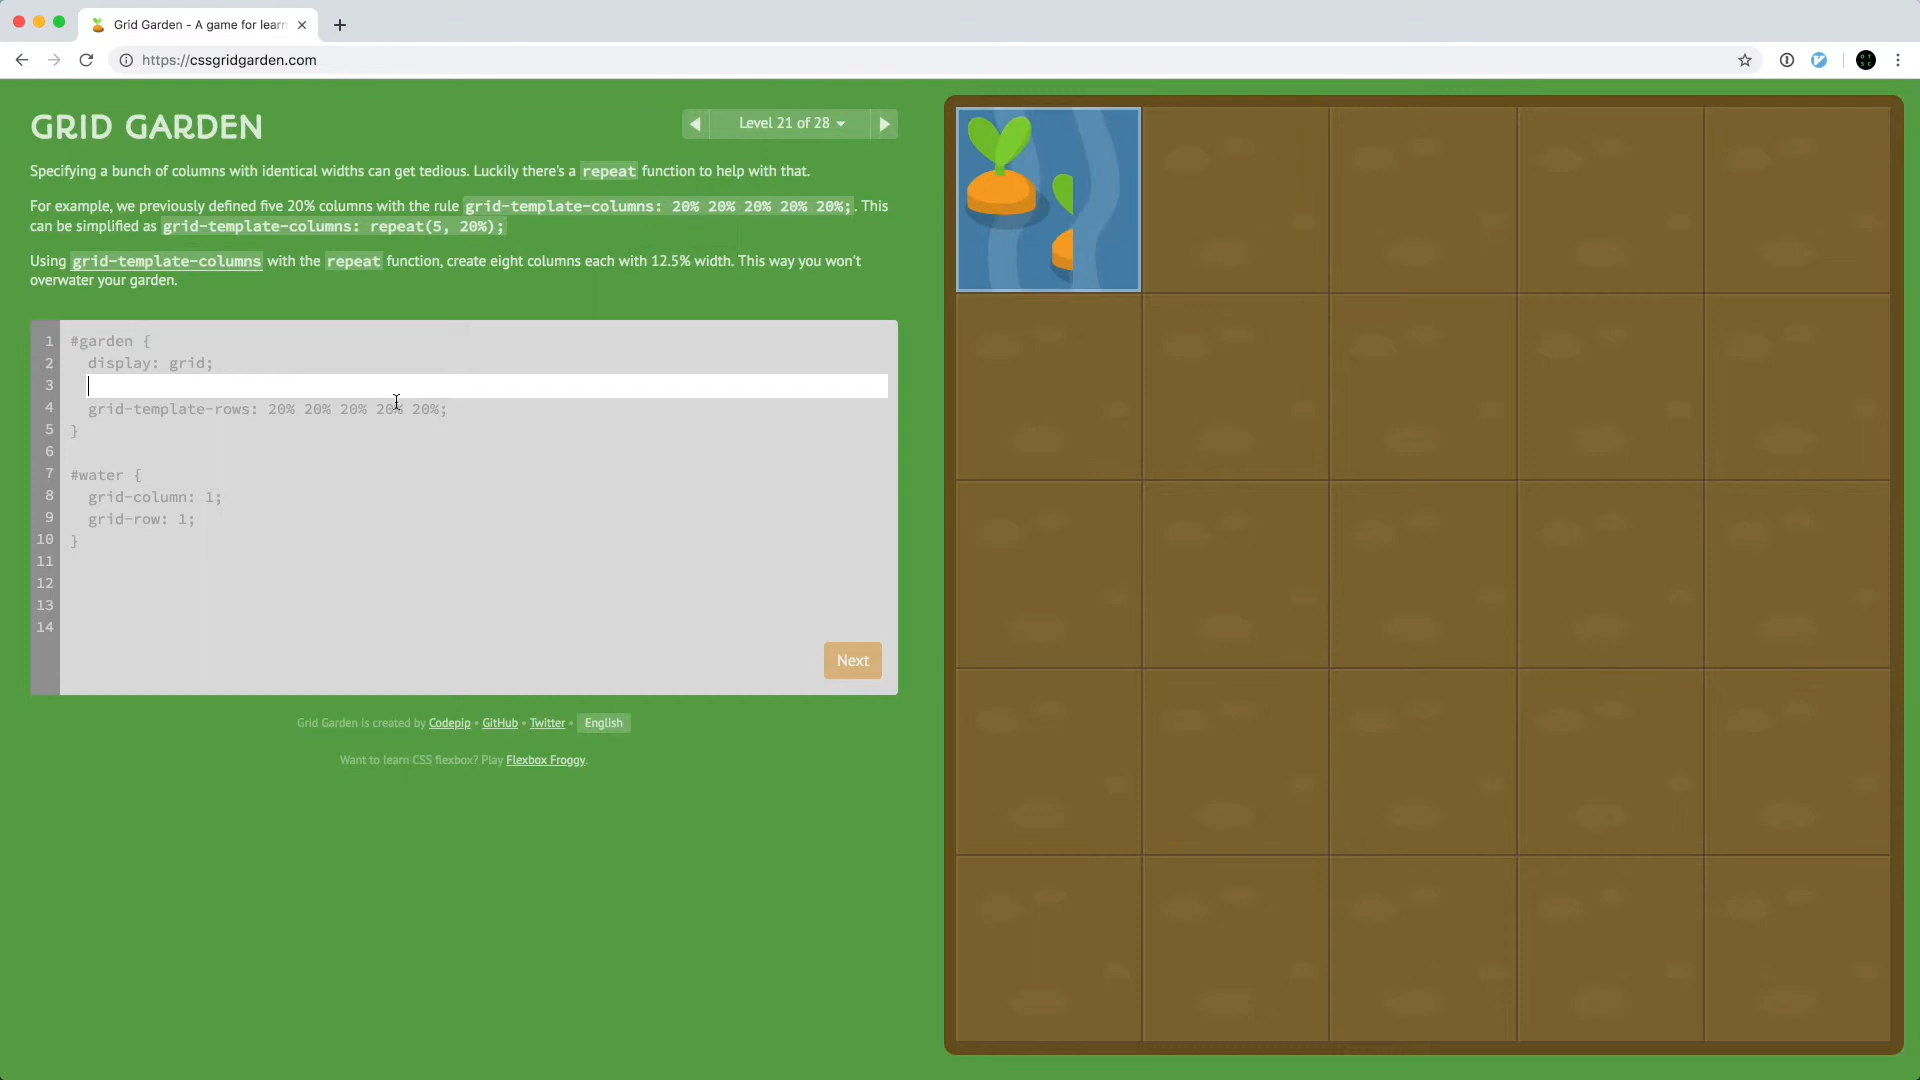 Grid Garden - A game for learn
https://cssgridgarden.com
GRID GARDEN
Level 21 of 28
Specifying a bunch of columns with identical widths can get tedious. Luckily there's a repeat function to help with that.
For example, we previously defined five 20% columns with the rule grid-template-columns: 20% 20% 20% 20% 20%;. This
can be simplified as grid-template-columns: repeat(5, 20%);
Using grid-template-columns with the repeat function, create eight columns each with 12.5% width. This way you won't
overwater your garden.
1 #garden {
2 display: grid;
3
4 grid-template-rows: 20% 20% 20% 20% 20%;
5 }
6
7 #water {
8 grid-column: 1;
9 grid-row: 1;
10 }
11
12
13
14
Next
Grid Garden is created by Codepip • GitHub • Twitter • English
Want to learn CSS flexbox? Play Flexbox Froggy.